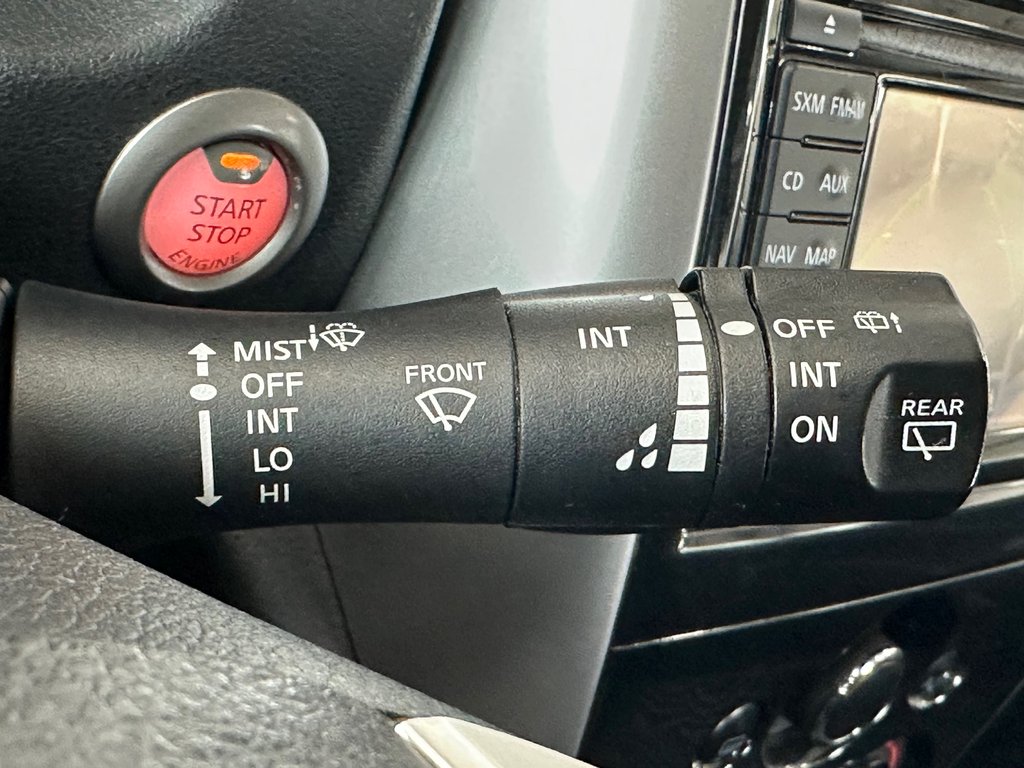 SXM FM·AM
CD AUX
NAV MAP
START
STOP
ENGINE
MIST
OFF
INT
LO
HI
FRONT
INT
OFF
INT
ON
REAR